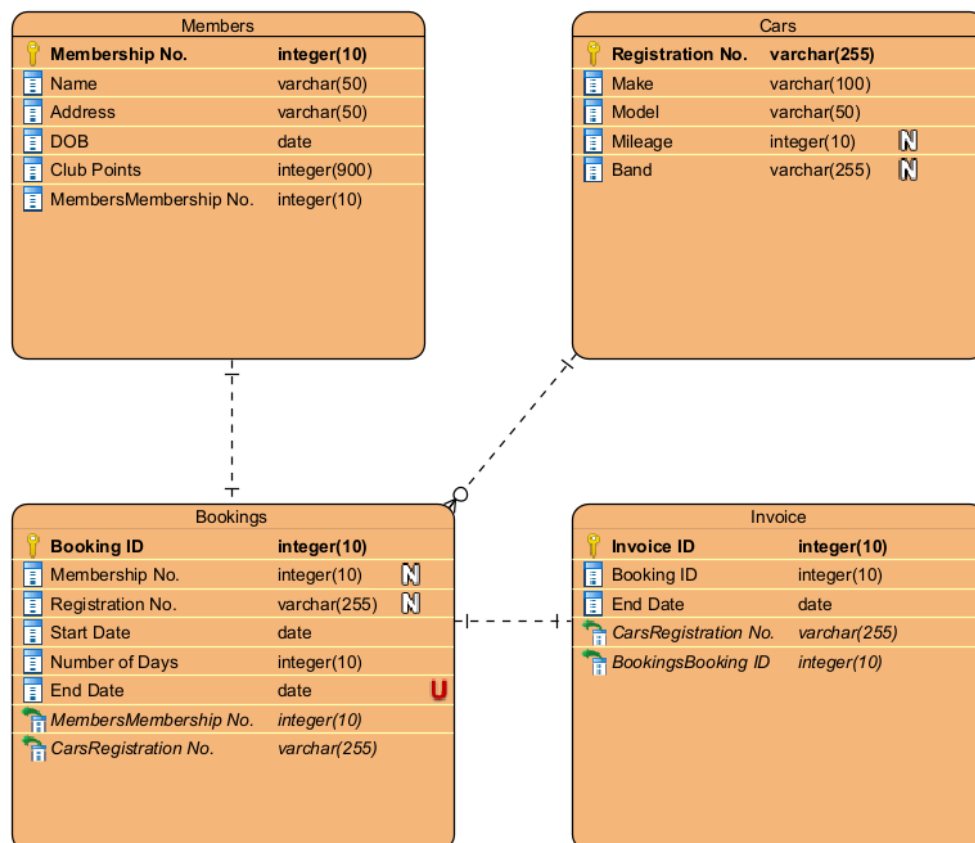 Members
Membership No. integer(10)
Name varchar(50)
Address varchar(50)
DOB date
Club Points integer(900)
MembersMembership No. integer(10)
Cars
Registration No. varchar(255)
Make varchar(100)
Model varchar(50)
Mileage integer(10) N
Band varchar(255) N
Bookings
Booking ID integer(10)
Membership No. integer(10) N
Registration No. varchar(255) N
Start Date date
Number of Days integer(10)
End Date date U
MembersMembership No. integer(10)
CarsRegistration No. varchar(255)
Invoice
Invoice ID integer(10)
Booking ID integer(10)
End Date date
CarsRegistration No. varchar(255)
BookingsBooking ID integer(10)